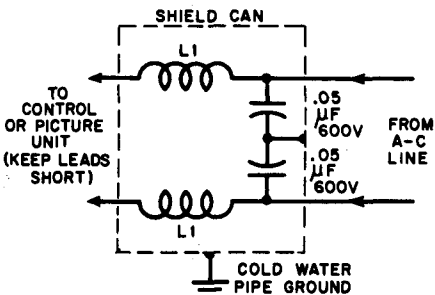 SHIELD CAN
L1
TO
CONTROL
OR PICTURE
UNIT
(KEEP LEADS
SHORT)
.05
µF
600V
FROM
A-C
LINE
.05
µF
600V
L1
COLD WATER
PIPE GROUND